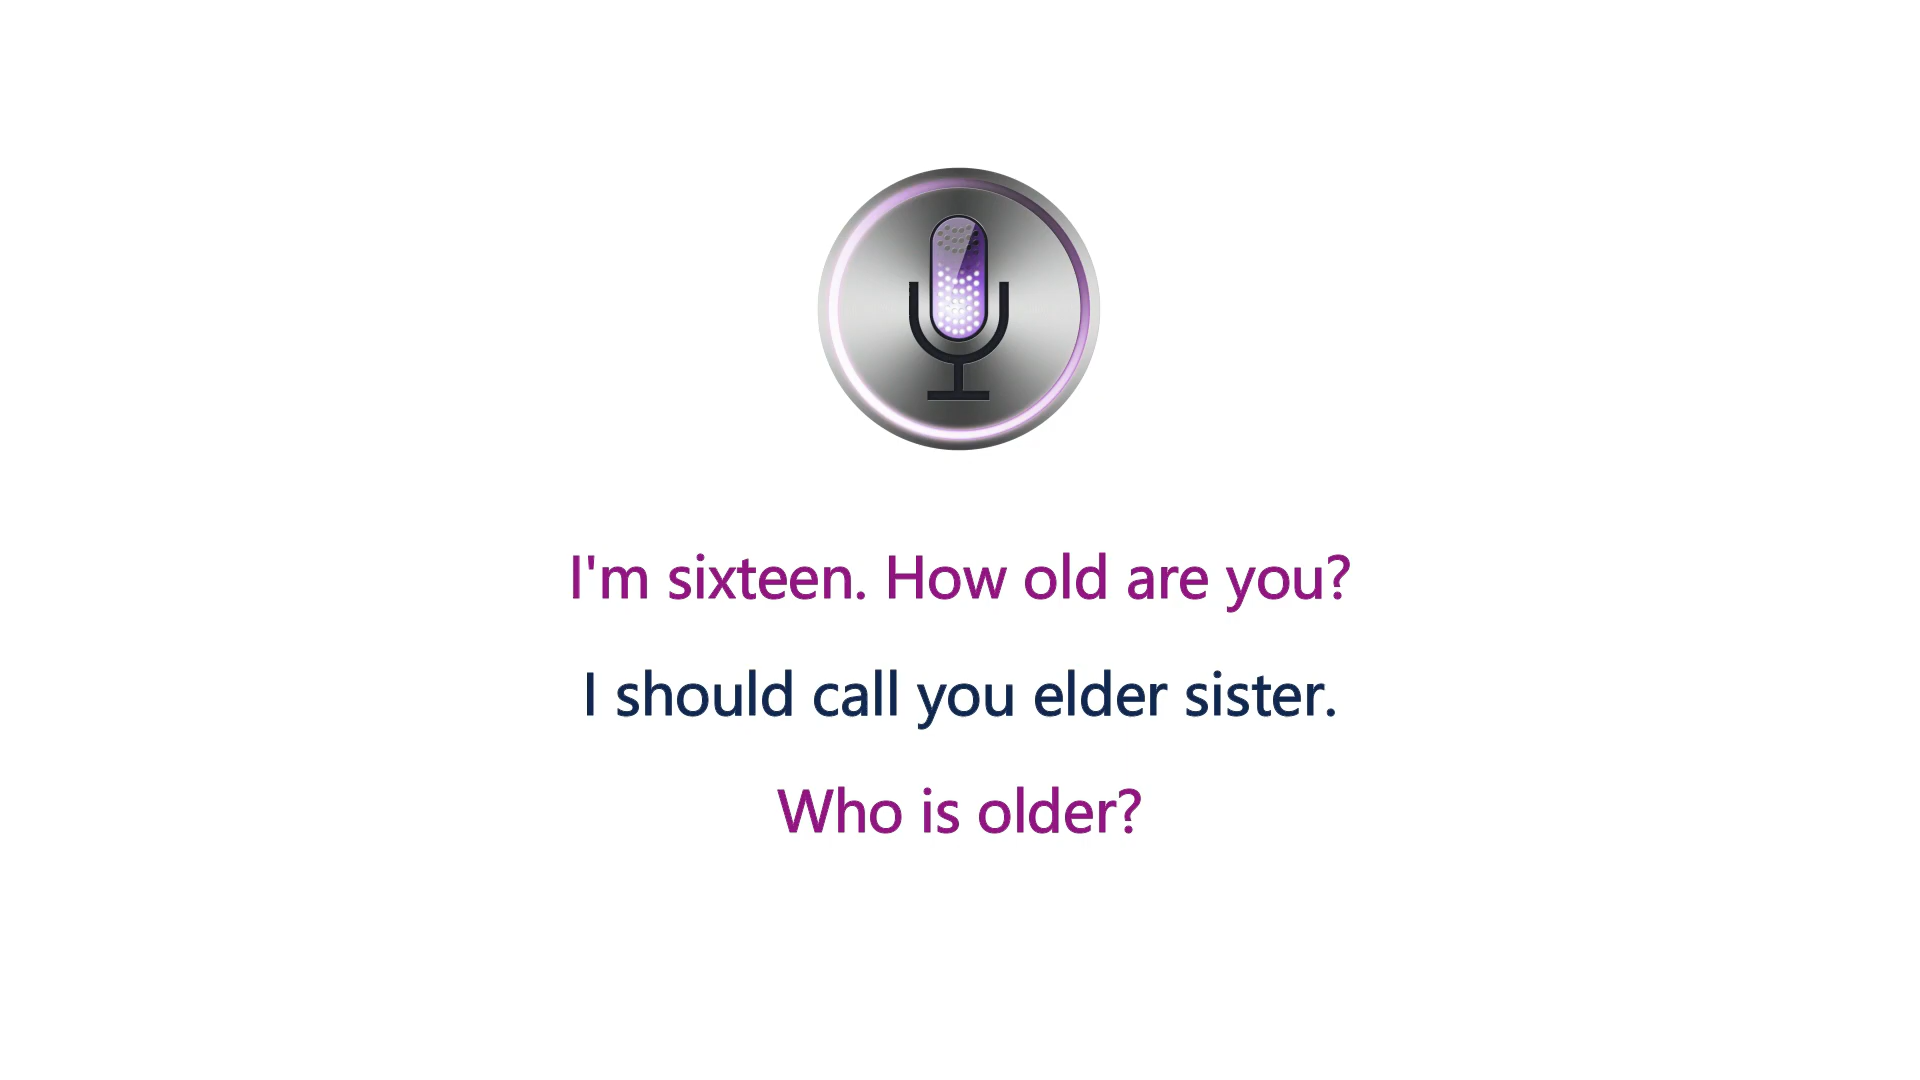 I'm sixteen. How old are you?
I should call you elder sister.
Who is older?